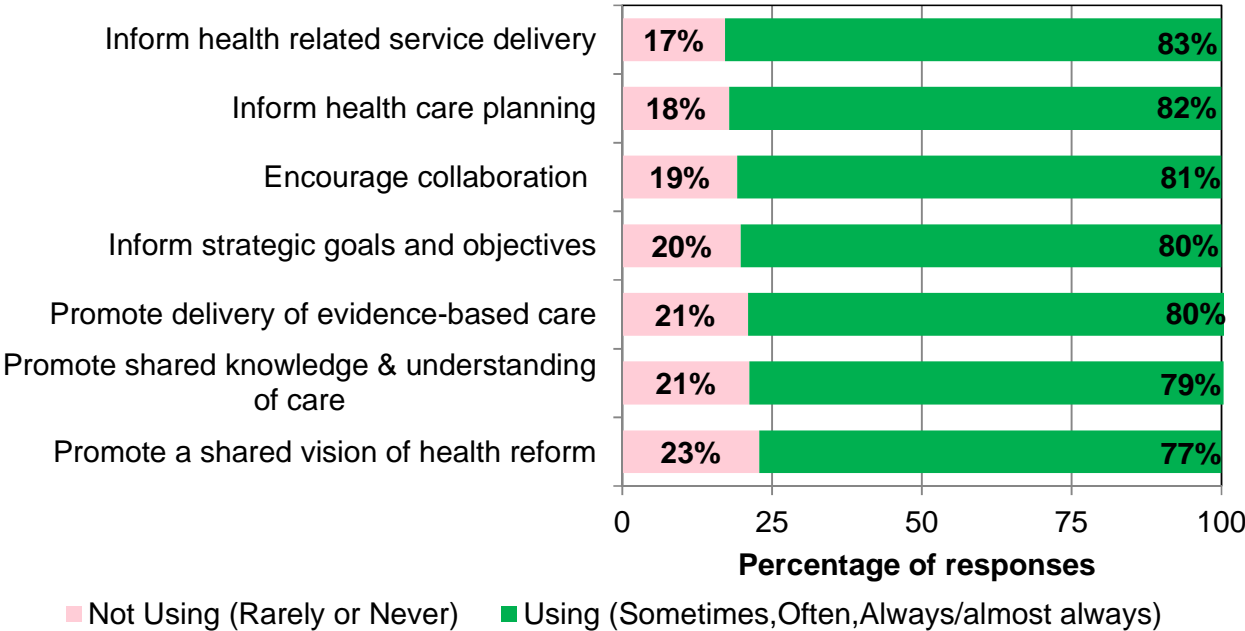 Inform health related service delivery 17% 83%
Inform health care planning 18% 82%
Encourage collaboration 19% 81%
Inform strategic goals and objectives 20% 80%
Promote delivery of evidence-based care 21% 80%
Promote shared knowledge & understanding
of care 21% 79%
Promote a shared vision of health reform 23% 77%
0 25 50 75 100
Percentage of responses
Not Using (Rarely or Never) Using (Sometimes,Often,Always/almost always)